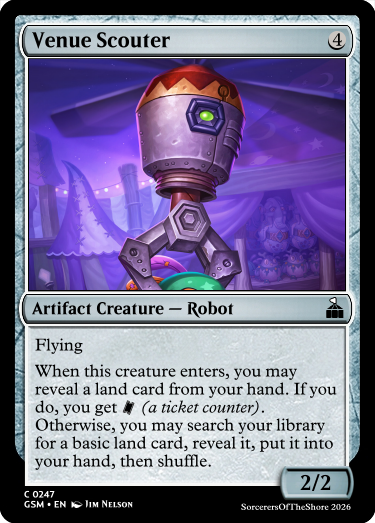 Venue Scouter 4
Artifact Creature — Robot
Flying
When this creature enters, you may
reveal a land card from your hand. If you
do, you get (a ticket counter).
Otherwise, you may search your library
for a basic land card, reveal it, put it into
your hand, then shuffle.
2/2
C 0247
GSM • EN Jim Nelson
SorcerersOfTheShore 2026